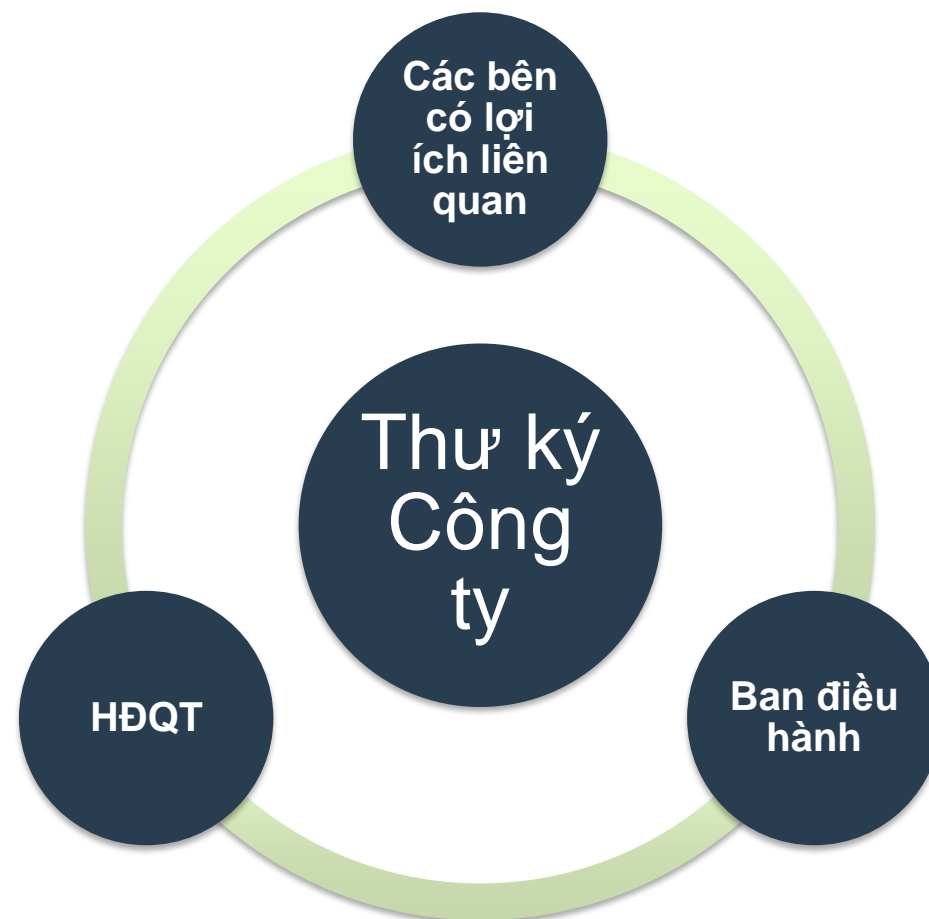 Các bên
có lợi
ích liên
quan
Thư ký
Công
ty
HĐQT
Ban điều
hành